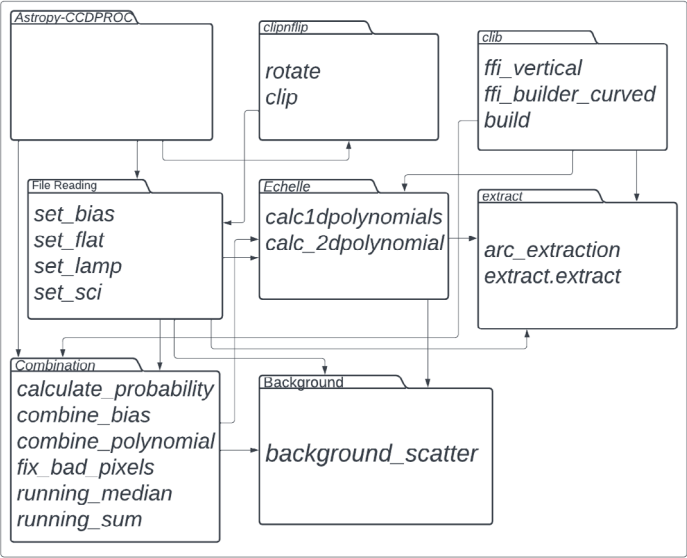 Astropy-CCDPROC
clipnflip
rotate
clip
clib
ffi_vertical
ffi_builder_curved
build
File Reading
set_bias
set_flat
set_lamp
set_sci
Echelle
calc1dpolynomials
calc_2dpolynomial
extract
arc_extraction
extract.extract
Combination
calculate_probability
combine_bias
combine_polynomial
fix_bad_pixels
running_median
running_sum
Background
background_scatter